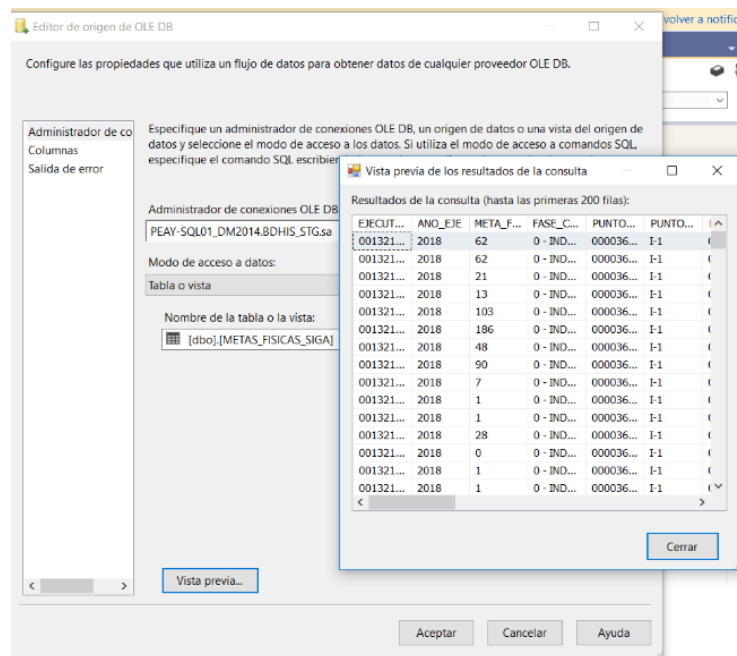 volver a notific
Editor de origen de OLE DB
Configure las propiedades que utiliza un flujo de datos para obtener datos de cualquier proveedor OLE DB.
Administrador de co
Columnas
Salida de error
Especifique un administrador de conexiones OLE DB, un origen de datos o una vista del origen de
datos y seleccione el modo de acceso a los datos. Si utiliza el modo de acceso a comandos SQL,
especifique el comando SQL escribien
Administrador de conexiones OLE DB
PEAY-SQL01_DM2014.BDHIS_STG.sa
Modo de acceso a datos:
Tabla o vista
Nombre de la tabla o la vista:
[dbo].[METAS_FISICAS_SIGA]
Vista previa...
Aceptar Cancelar Ayuda
Vista previa de los resultados de la consulta
Resultados de la consulta (hasta las primeras 200 filas):
EJECUT... ANO_EJE META_F... FASE_C... PUNTO... PUNTO...
001321... 2018 62 0 - IND... 000036... I-1
001321... 2018 62 0 - IND... 000036... I-1
001321... 2018 21 0 - IND... 000036... I-1
001321... 2018 13 0 - IND... 000036... I-1
001321... 2018 103 0 - IND... 000036... I-1
001321... 2018 186 0 - IND... 000036... I-1
001321... 2018 48 0 - IND... 000036... I-1
001321... 2018 90 0 - IND... 000036... I-1
001321... 2018 7 0 - IND... 000036... I-1
001321... 2018 1 0 - IND... 000036... I-1
001321... 2018 1 0 - IND... 000036... I-1
001321... 2018 28 0 - IND... 000036... I-1
001321... 2018 0 0 - IND... 000036... I-1
001321... 2018 1 0 - IND... 000036... I-1
001321... 2018 1 0 - IND... 000036... I-1
Cerrar